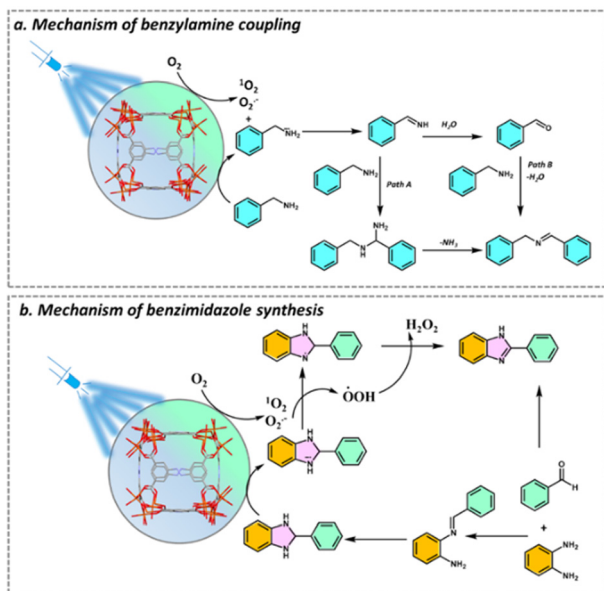 a. Mechanism of benzylamine coupling
O2
1O2
O2·-
+
NH2
NH
H2O
O
NH2
NH2
Path A
NH2
Path B
-H2O
NH2
N
H
-NH3
N
b. Mechanism of benzimidazole synthesis
H
N
N
H2O2
H
N
N
O2
1O2
O2·-
·OOH
H
N
N
H
O
H
H
N
N
H
N
NH2
+
NH2
NH2